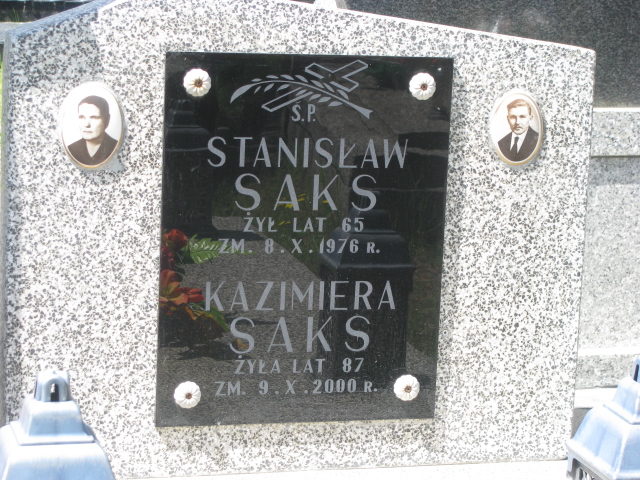 Ś.P.
STANISŁAW
SAKS
ŻYŁ LAT 65
ZM. 8.X.1976 R.
KAZIMIERA
SAKS
ŻYŁA LAT 87
ZM. 9.X.2000 R.